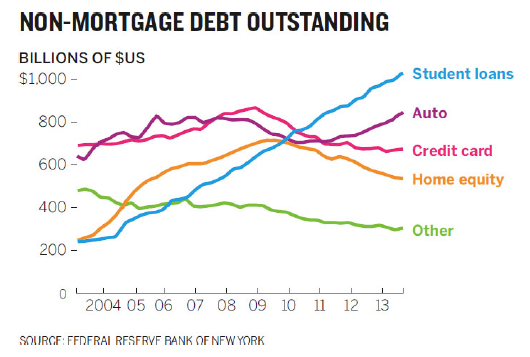 NON-MORTGAGE DEBT OUTSTANDING
BILLIONS OF $US
$1,000
800
600
400
200
0
2004 05 06 07 08 09 10 11 12 13
Student loans
Auto
Credit card
Home equity
Other
SOURCE: FEDERAL RESERVE BANK OF NEW YORK